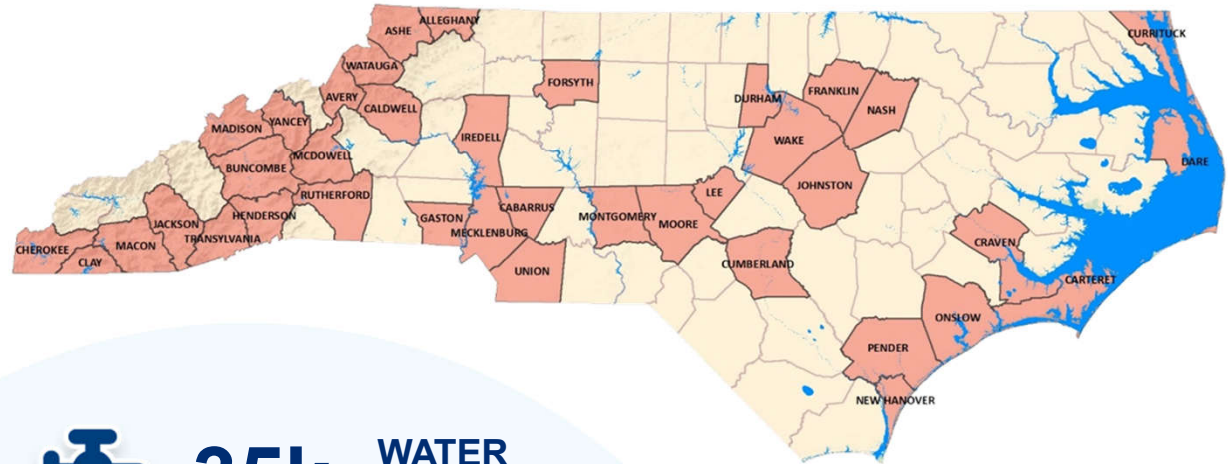 ALLEGHANY
ASHE
CURRITUCK
WATAUGA
FORSYTH
AVERY
CALDWELL
DURHAM
FRANKLIN
NASH
MADISON
YANCEY
IREDELL
WAKE
MCDOWELL
BUNCOMBE
DARE
JOHNSTON
RUTHERFORD
LEE
CABARRUS
HENDERSON
GASTON
MONTGOMERY
JACKSON
MOORE
MECKLENBURG
TRANSYLVANIA
CHEROKEE
MACON
CRAVEN
CLAY
CUMBERLAND
UNION
CARTERET
ONSLOW
PENDER
NEW HANOVER
WATER